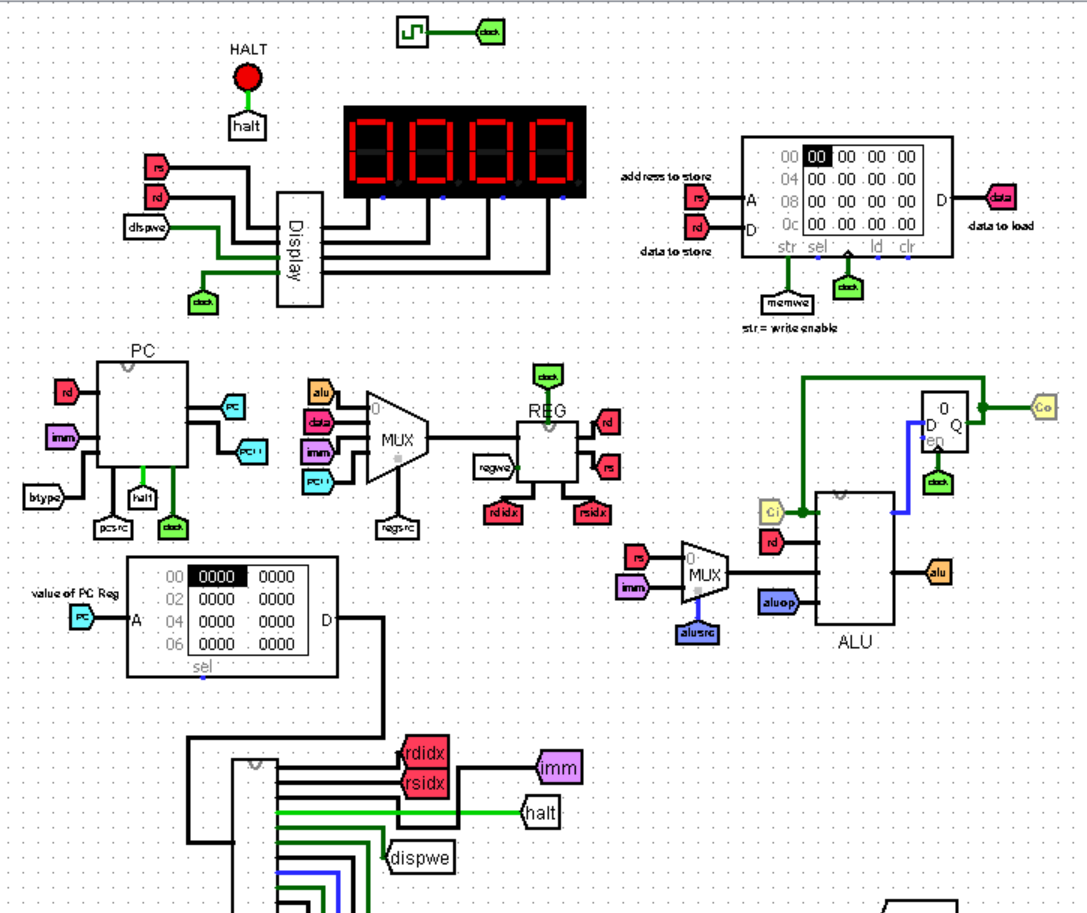 clock
HALT
halt
0000
rs
rd
dispwe
Display
clock
address to store
rs
rd
data to store
A
D
00 00 00 00 00
04 00 00 00 00
08 00 00 00 00
0c 00 00 00 00
str sel ld clr
D
data
data to load
memwe
clock
str = write enable
PC
rd
imm
btype
pcsrc
halt
clock
PC
alu
data
imm
0
MUX
regsrc
clock
REG
regwe
rd
rs
rdidx
rsidx
0
D Q
en
Co
clock
Ci
rd
aluop
alu
ALU
rs
imm
0
MUX
alusrc
value of PC Reg
PC
A
00 0000 0000
02 0000 0000
04 0000 0000
06 0000 0000
sel
D
rdidx
rsidx
imm
halt
dispwe